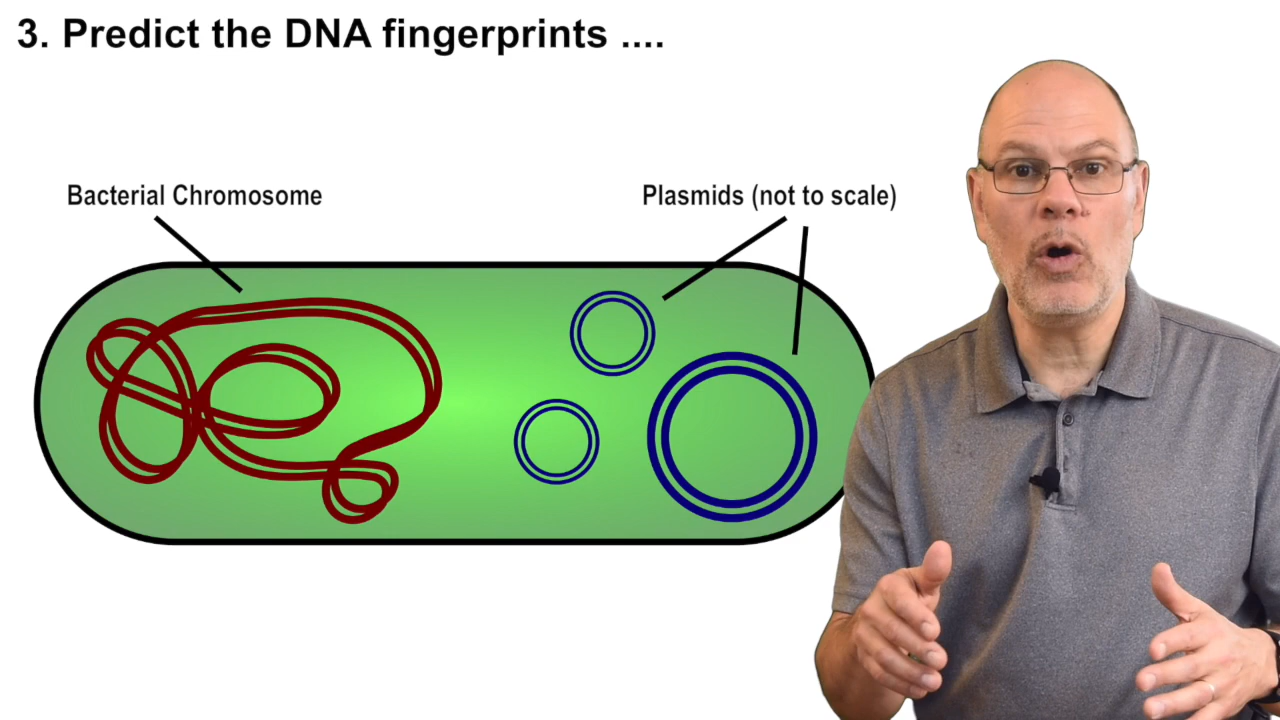 3. Predict the DNA fingerprints ....
Bacterial Chromosome
Plasmids (not to scale)